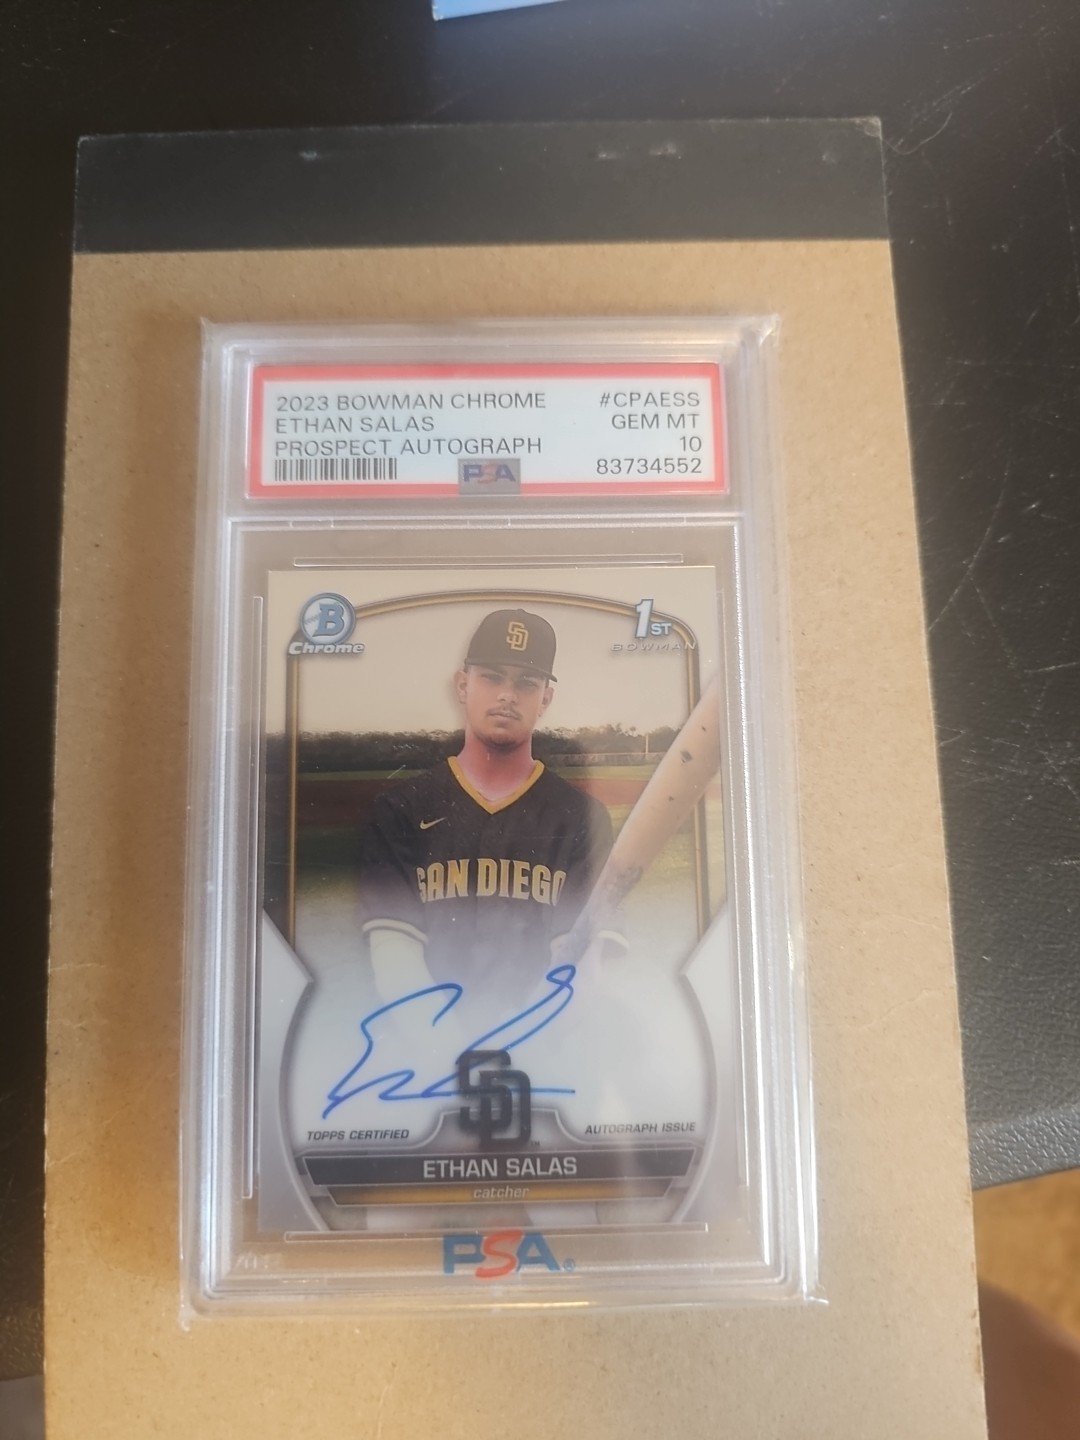 2023 BOWMAN CHROME #CPAESS
ETHAN SALAS GEM MT
PROSPECT AUTOGRAPH 10
PSA 83734552
B
Chrome
1ST
BOWMAN
SD
SAN DIEGO
SD
TOPPS CERTIFIED AUTOGRAPH ISSUE
ETHAN SALAS
catcher
PSA®